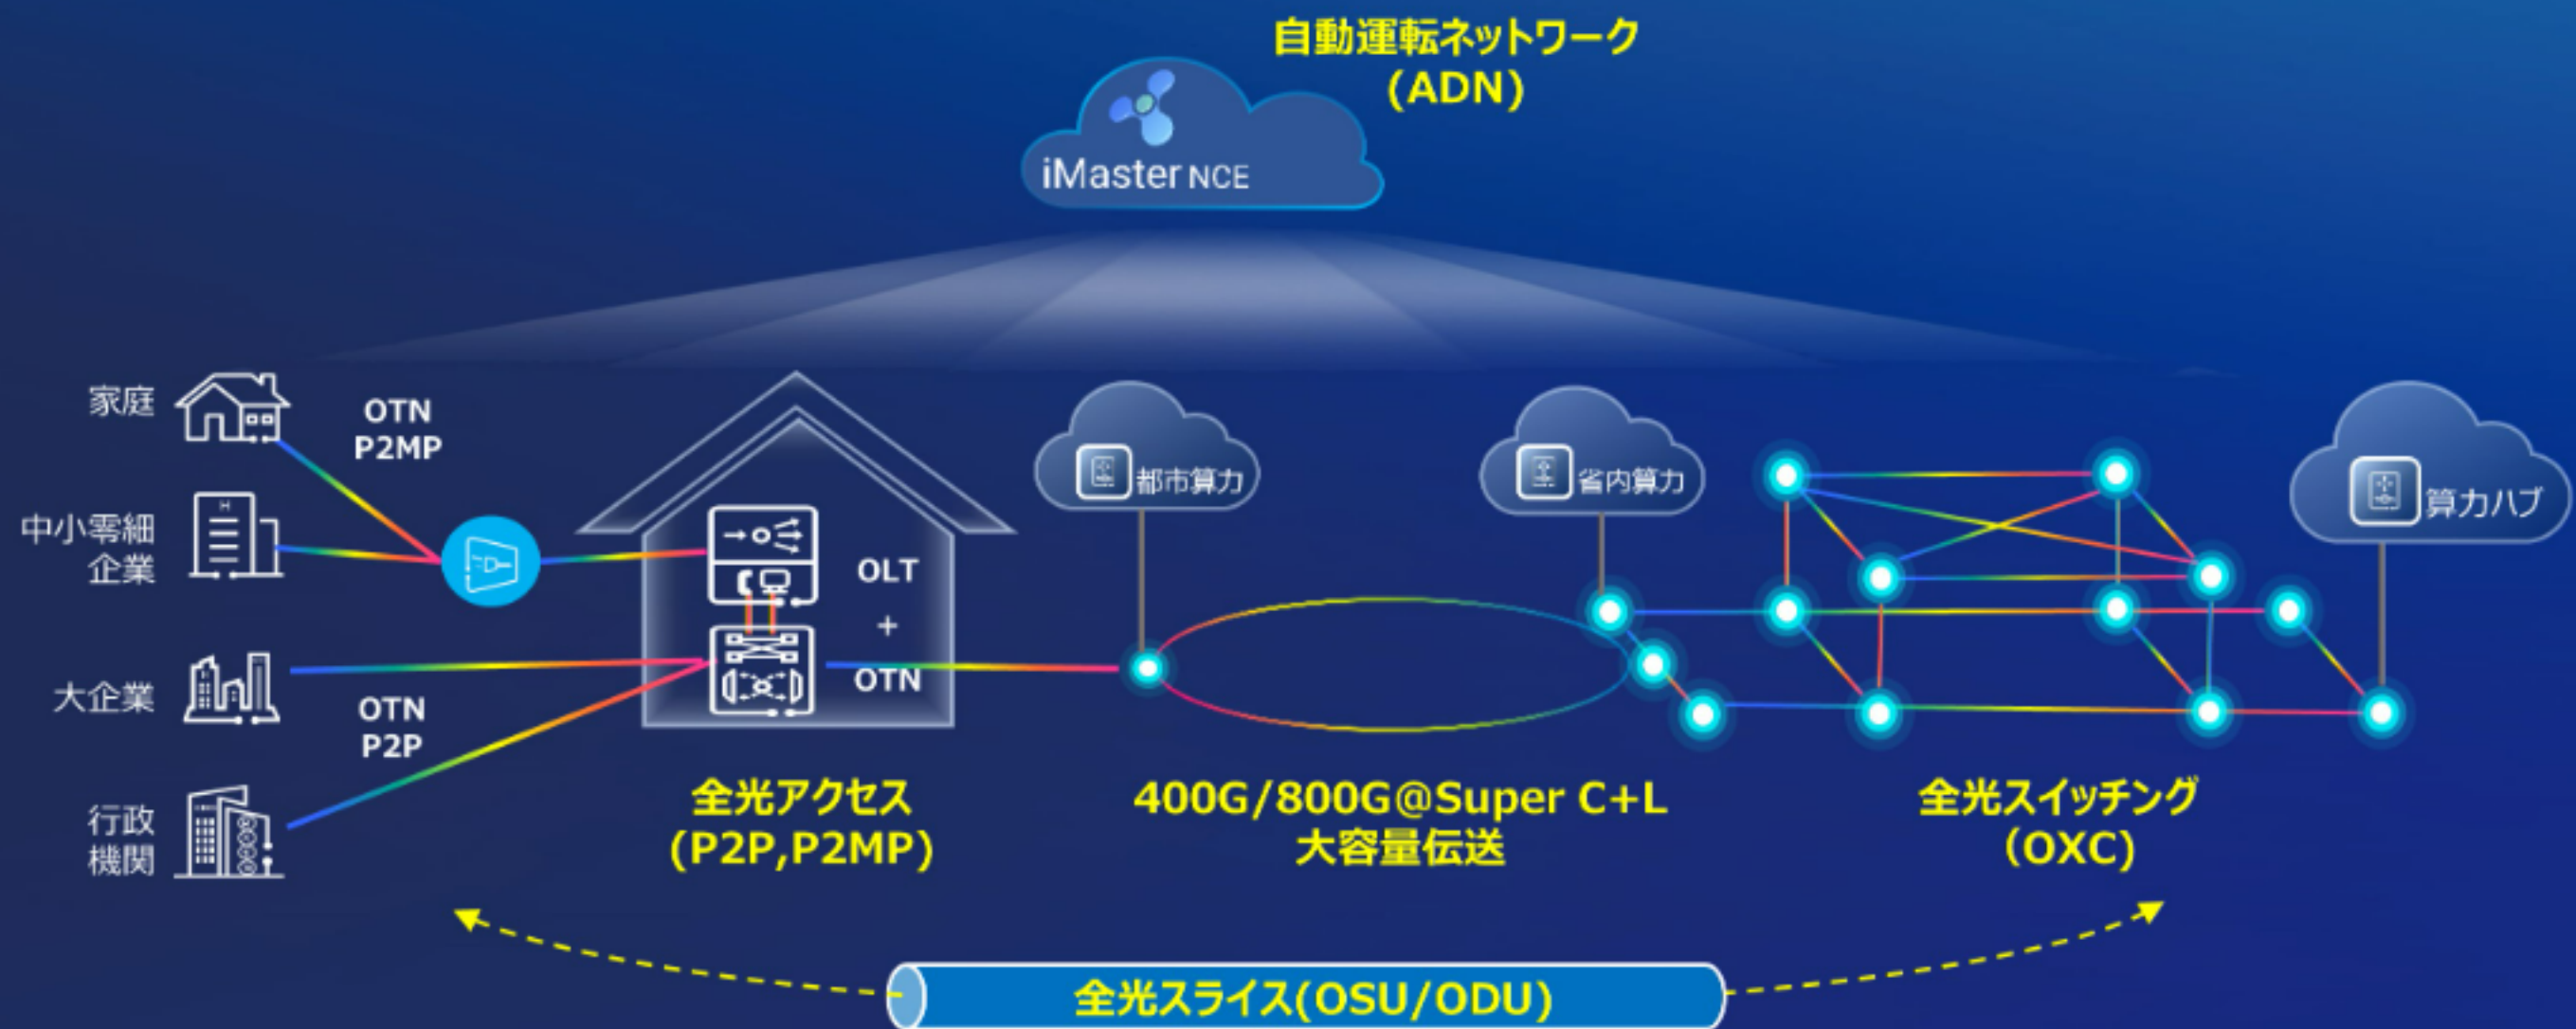 自動運転ネットワーク
(ADN)
iMaster NCE
家庭
OTN
P2MP
中小零細
企業
大企業
OTN
P2P
行政
機関
OLT
+
OTN
都市算力
省内算力
算力ハブ
全光アクセス
(P2P,P2MP)
400G/800G@Super C+L
大容量伝送
全光スイッチング
(OXC)
全光スライス(OSU/ODU)